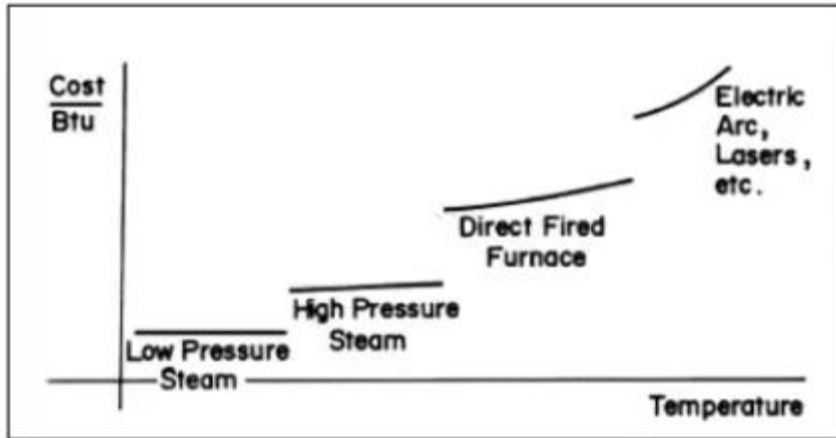 Cost
Btu
Electric
Arc,
Lasers,
etc.
Direct Fired
Furnace
High Pressure
Steam
Low Pressure
Steam
Temperature